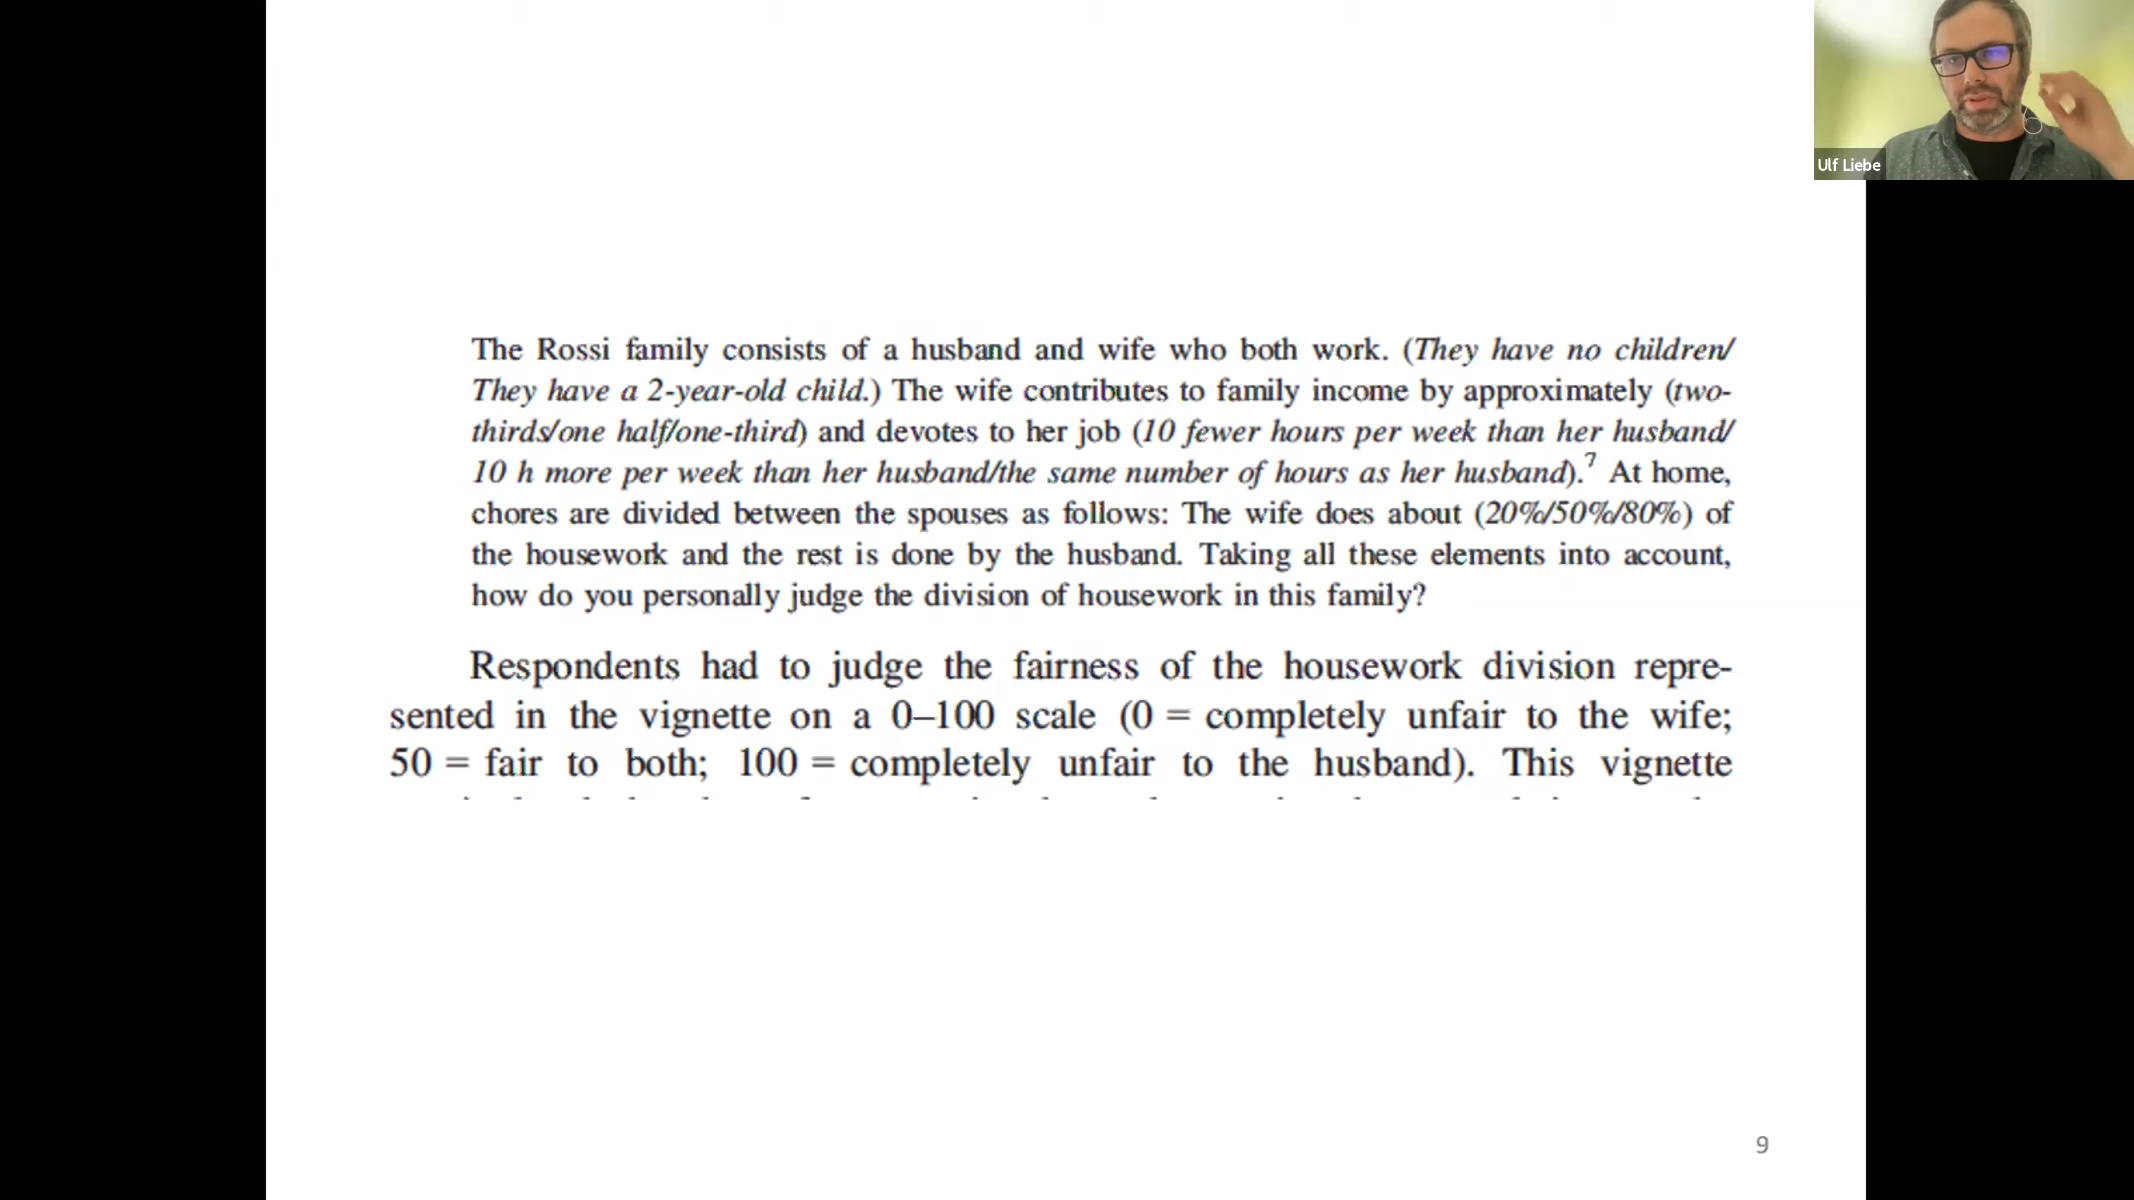 Ulf Liebe
The Rossi family consists of a husband and wife who both work. (They have no children/
They have a 2-year-old child.) The wife contributes to family income by approximately (two-
thirds/one half/one-third) and devotes to her job (10 fewer hours per week than her husband/
10 h more per week than her husband/the same number of hours as her husband).⁷ At home,
chores are divided between the spouses as follows: The wife does about (20%/50%/80%) of
the housework and the rest is done by the husband. Taking all these elements into account,
how do you personally judge the division of housework in this family?
Respondents had to judge the fairness of the housework division repre-
sented in the vignette on a 0–100 scale (0 = completely unfair to the wife;
50 = fair to both; 100 = completely unfair to the husband). This vignette
9